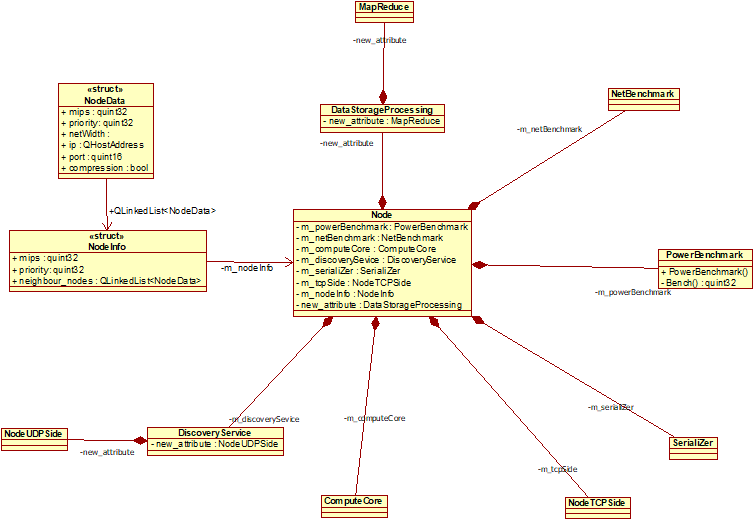 MapReduce
-new_attribute
«struct»
NodeData
+ mips : quint32
+ priority: quint32
+ netWidth :
+ ip : QHostAddress
+ port : quint16
+ compression : bool
DataStorageProcessing
- new_attribute : MapReduce
-new_attribute
NetBenchmark
-m_netBenchmark
+QLinkedList<NodeData>
«struct»
NodeInfo
+ mips : quint32
+ priority: quint32
+ neighbour_nodes : QLinkedList<NodeData>
-m_nodeInfo
Node
- m_powerBenchmark : PowerBenchmark
- m_netBenchmark : NetBenchmark
- m_computeCore : ComputeCore
- m_discoverySevice : DiscoveryService
- m_serialiZer : SerialiZer
- m_tcpSide : NodeTCPSide
- m_nodeInfo : NodeInfo
- new_attribute : DataStorageProcessing
PowerBenchmark
+ PowerBenchmark()
- Bench() : quint32
-m_powerBenchmark
-m_discoverySevice
-m_computeCore
-m_serialiZer
-m_tcpSide
NodeUDPSide
-new_attribute
DiscoveryService
- new_attribute : NodeUDPSide
SerialiZer
ComputeCore
NodeTCPSide